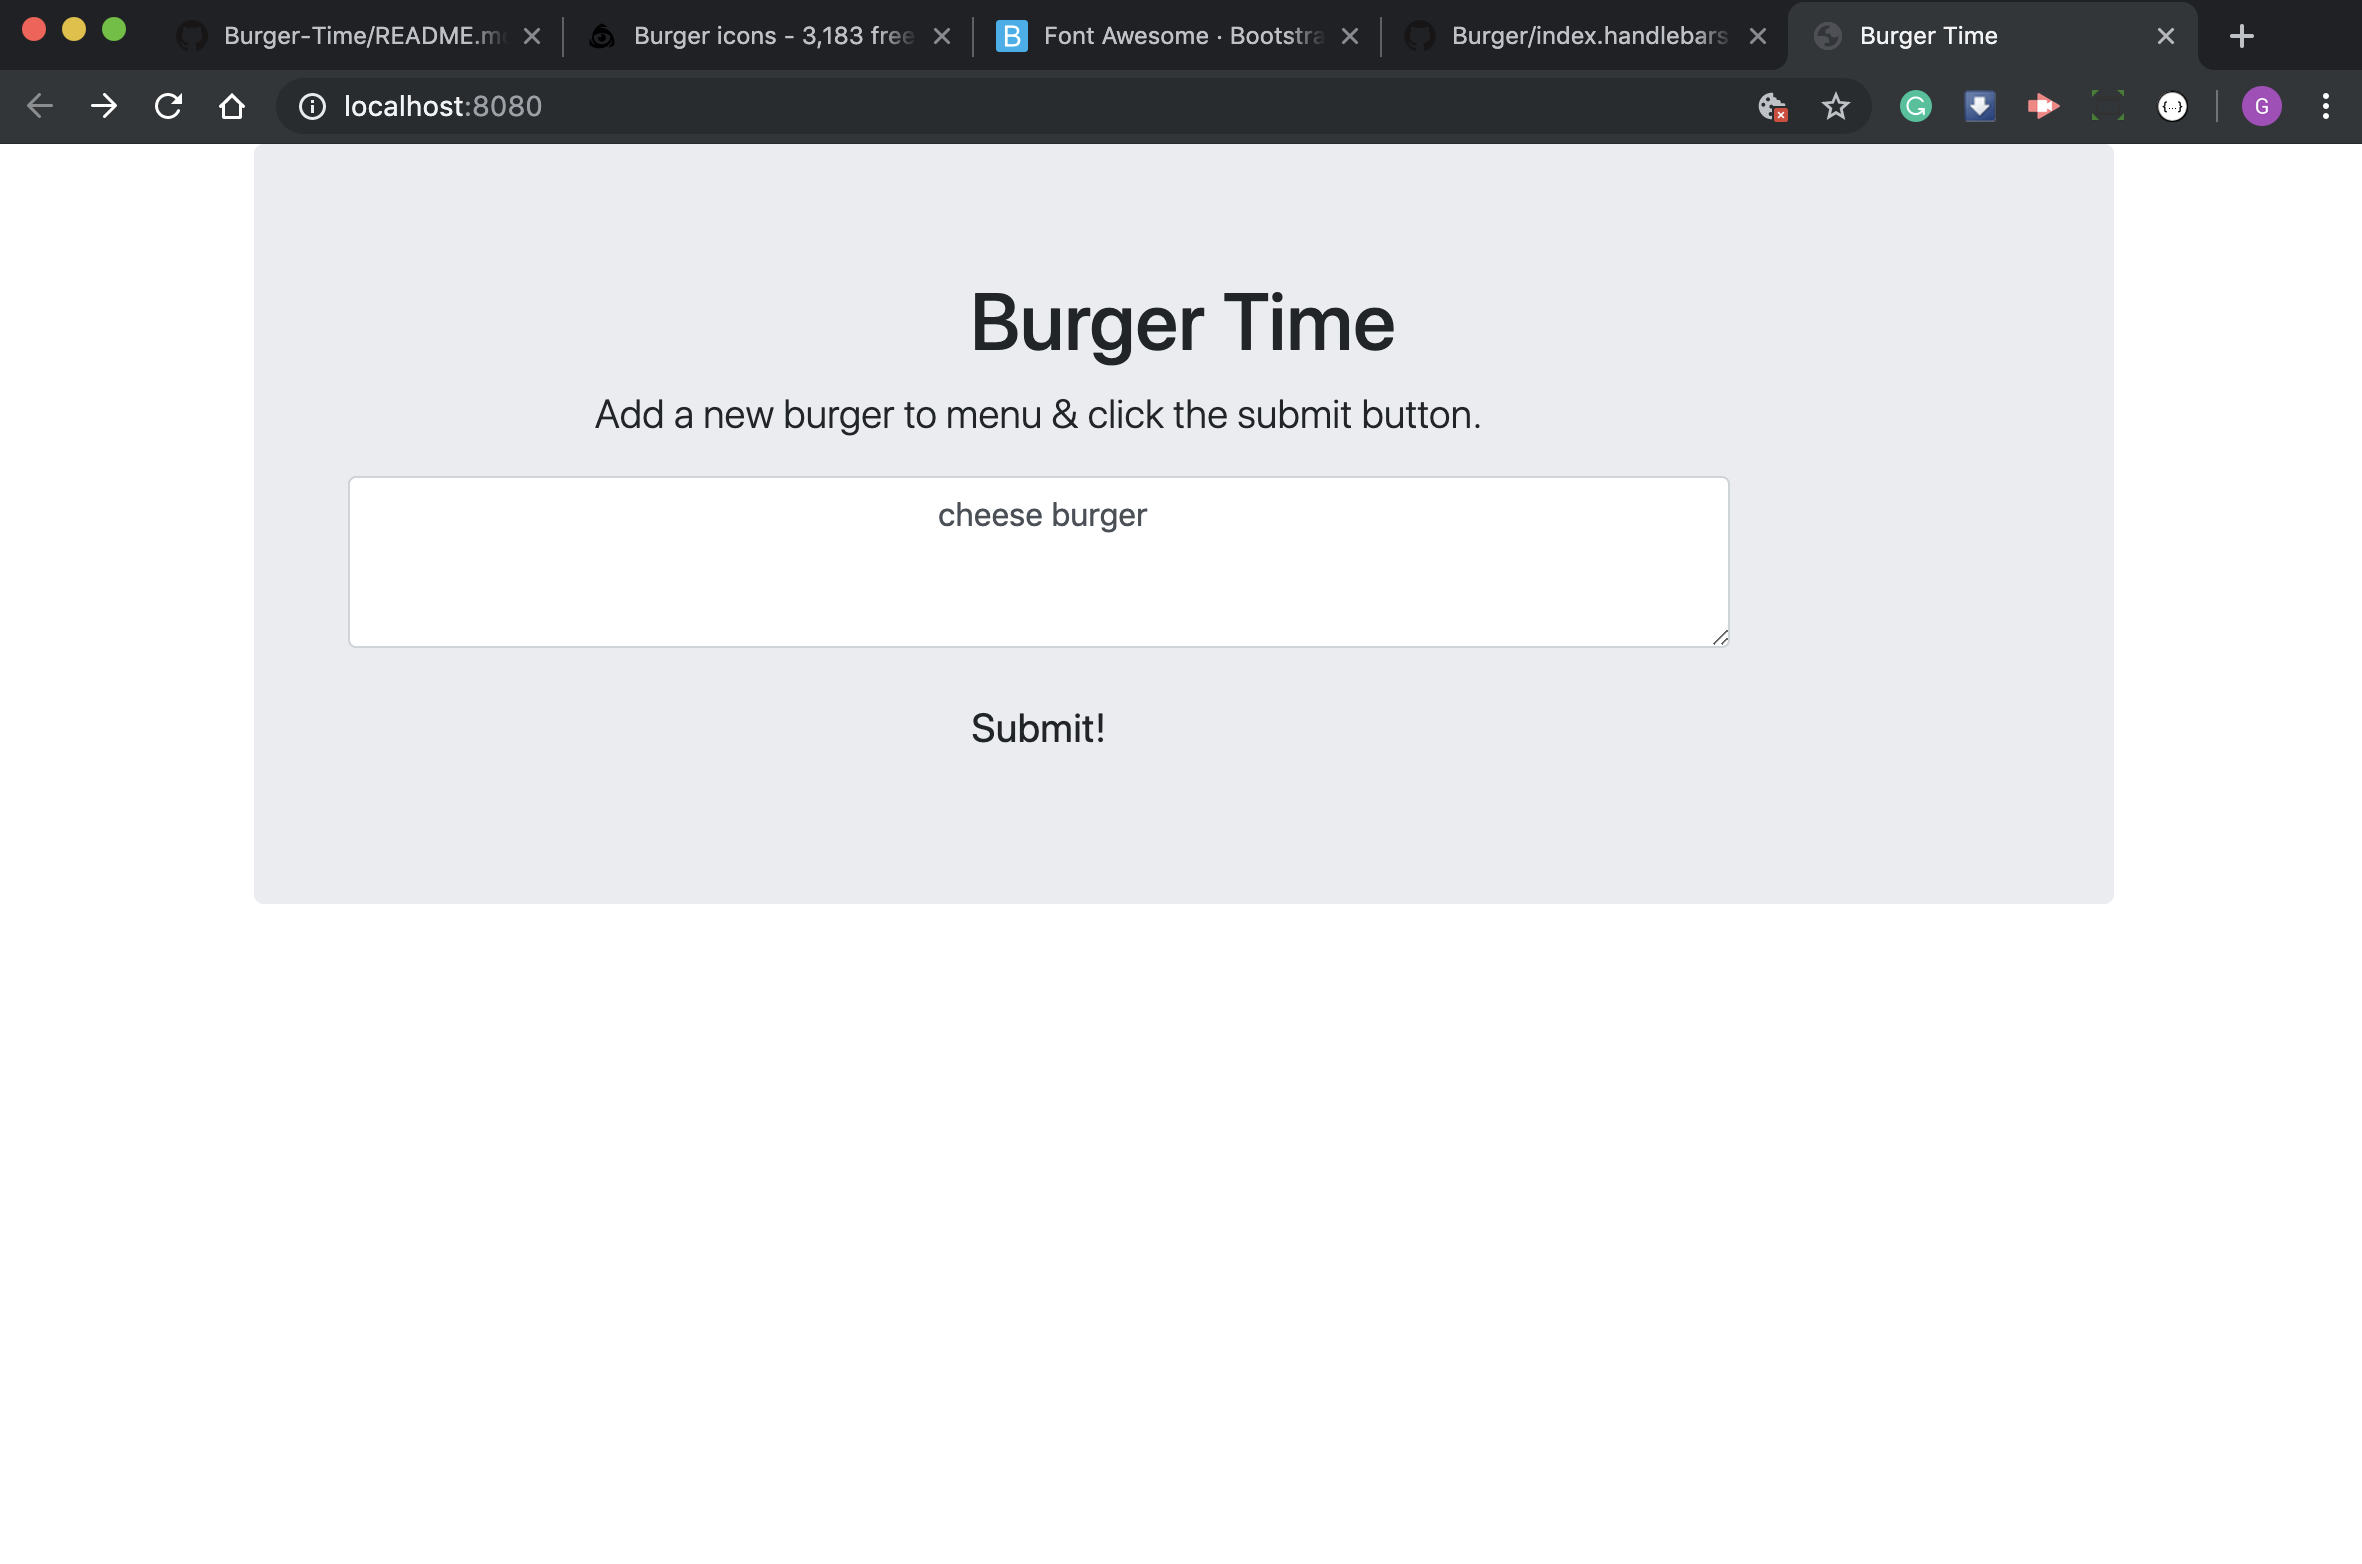 Burger-Time/README.m
Burger icons - 3,183 free
B
Font Awesome · Bootstra
Burger/index.handlebars
Burger Time
localhost:8080
{...}
G
Burger Time
Add a new burger to menu & click the submit button.
cheese burger
Submit!